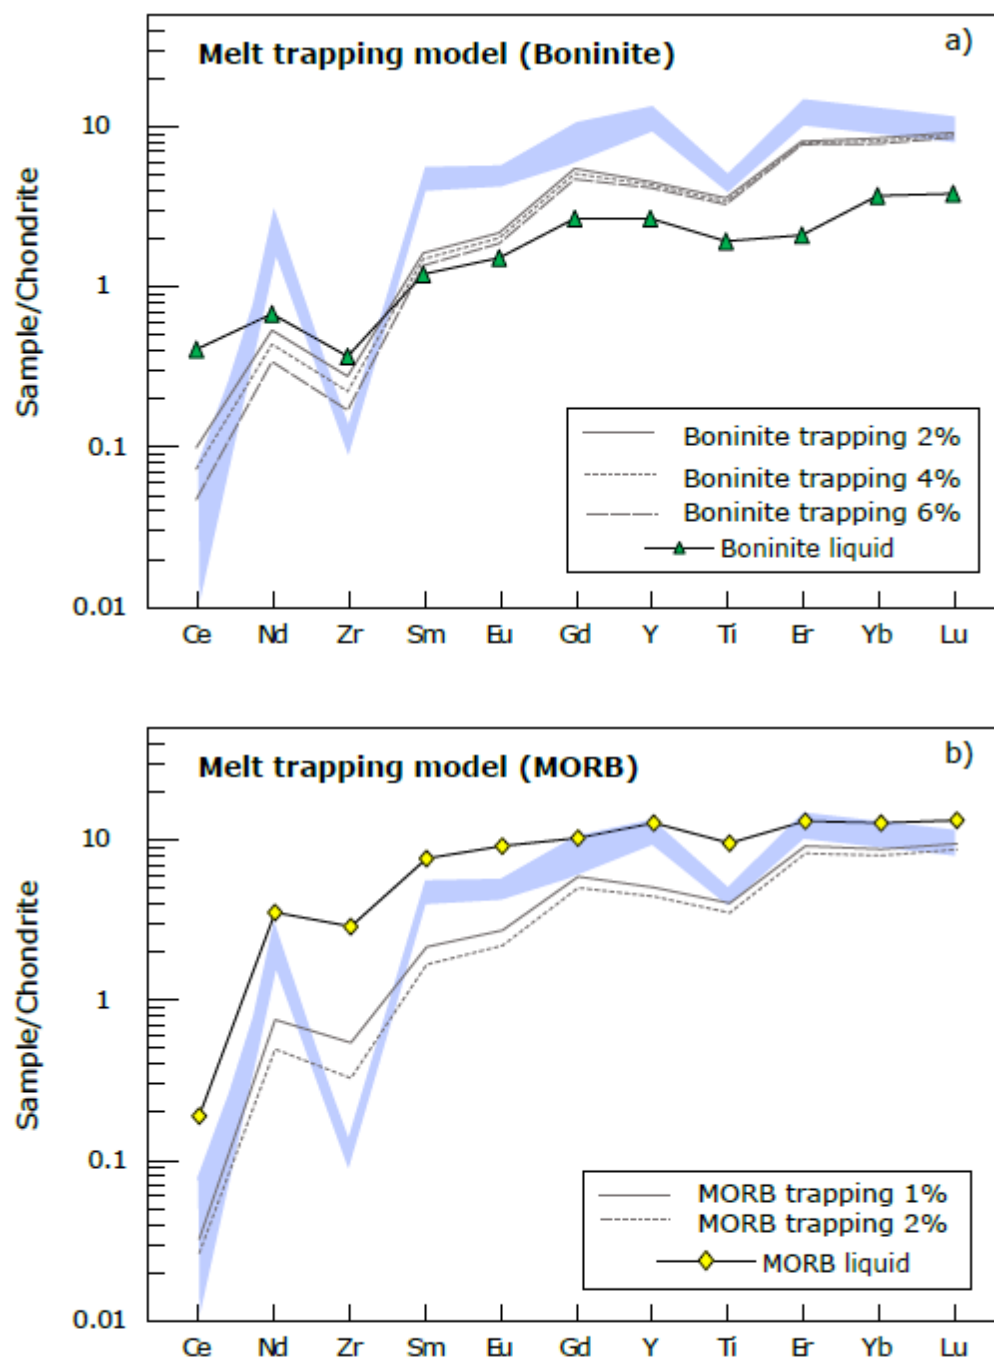 Melt trapping model (Boninite)
a)
10
1
0.1
0.01
Sample/Chondrite
Boninite trapping 2%
Boninite trapping 4%
Boninite trapping 6%
Boninite liquid
Ce Nd Zr Sm Eu Gd Y Ti Er Yb Lu
Melt trapping model (MORB)
b)
10
1
0.1
0.01
Sample/Chondrite
MORB trapping 1%
MORB trapping 2%
MORB liquid
Ce Nd Zr Sm Eu Gd Y Ti Er Yb Lu